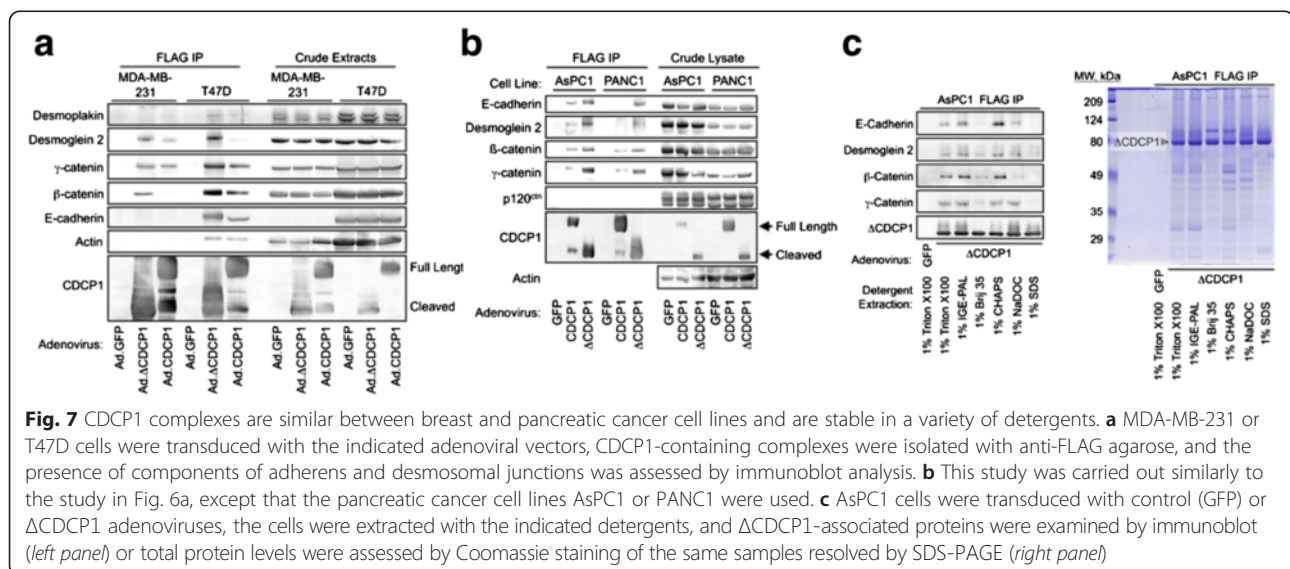 a
FLAG IP
Crude Extracts
MDA-MB-231
T47D
MDA-MB-231
T47D
Desmoplakin
Desmoglein 2
γ-catenin
β-catenin
E-cadherin
Actin
CDCP1
Full Lengt
Cleaved
Adenovirus:
Ad.GFP
Ad.ΔCDCP1
Ad.CDCP1
Ad.GFP
Ad.ΔCDCP1
Ad.CDCP1
Ad.GFP
Ad.ΔCDCP1
Ad.CDCP1
Ad.GFP
Ad.ΔCDCP1
Ad.CDCP1
b
FLAG IP
Crude Lysate
Cell Line:
AsPC1
PANC1
AsPC1
PANC1
E-cadherin
Desmoglein 2
ß-catenin
γ-catenin
p120ctn
CDCP1
Full Length
Cleaved
Actin
Adenovirus:
GFP
CDCP1
ΔCDCP1
GFP
CDCP1
ΔCDCP1
GFP
CDCP1
ΔCDCP1
GFP
CDCP1
ΔCDCP1
c
AsPC1 FLAG IP
E-Cadherin
Desmoglein 2
β-Catenin
γ-Catenin
ΔCDCP1
Adenovirus:
GFP
ΔCDCP1
Detergent
Extraction:
1% Triton X100
1% Triton X100
1% IGE-PAL
1% Brij 35
1% CHAPS
1% NaDOC
1% SDS
MW, kDa
AsPC1 FLAG IP
209
124
ΔCDCP1
80
49
35
29
GFP
ΔCDCP1
1% Triton X100
1% Triton X100
1% IGE-PAL
1% Brij 35
1% CHAPS
1% NaDOC
1% SDS
Fig. 7 CDCP1 complexes are similar between breast and pancreatic cancer cell lines and are stable in a variety of detergents. a MDA-MB-231 or
T47D cells were transduced with the indicated adenoviral vectors, CDCP1-containing complexes were isolated with anti-FLAG agarose, and the
presence of components of adherens and desmosomal junctions was assessed by immunoblot analysis. b This study was carried out similarly to
the study in Fig. 6a, except that the pancreatic cancer cell lines AsPC1 or PANC1 were used. c AsPC1 cells were transduced with control (GFP) or
ΔCDCP1 adenoviruses, the cells were extracted with the indicated detergents, and ΔCDCP1-associated proteins were examined by immunoblot
(left panel) or total protein levels were assessed by Coomassie staining of the same samples resolved by SDS-PAGE (right panel)